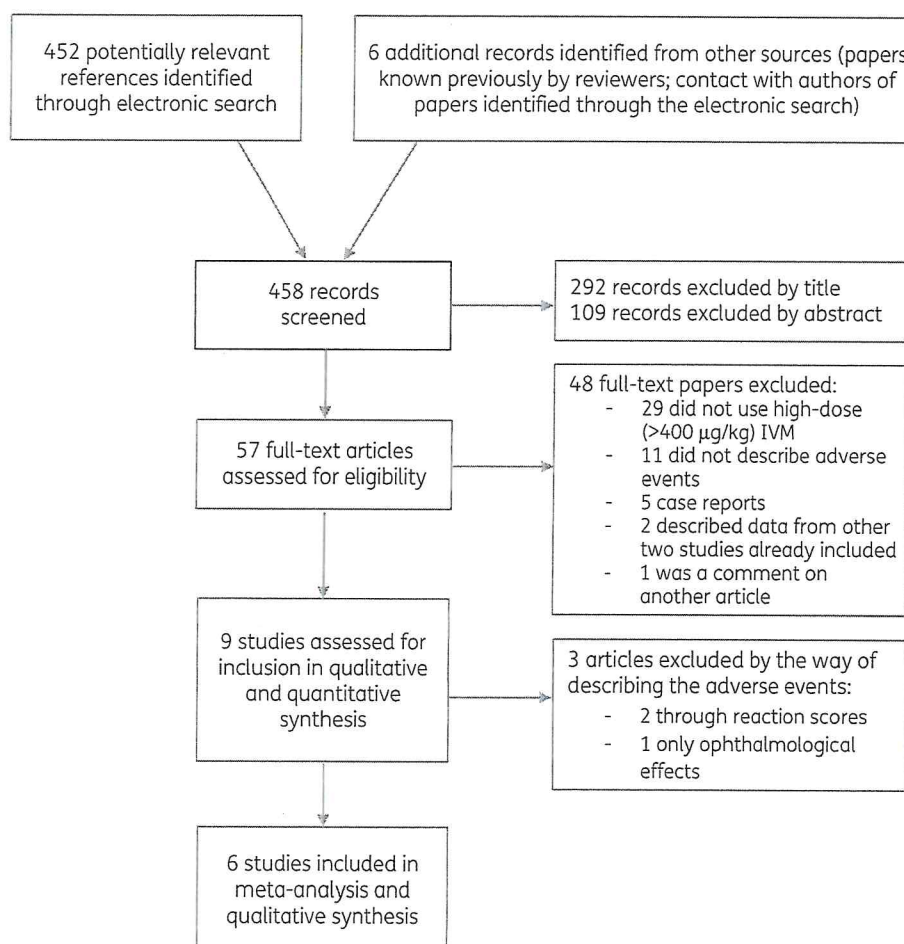 452 potentially relevant
references identified
through electronic search
6 additional records identified from other sources (papers
known previously by reviewers; contact with authors of
papers identified through the electronic search)
458 records
screened
292 records excluded by title
109 records excluded by abstract
57 full-text articles
assessed for eligibility
48 full-text papers excluded:
- 29 did not use high-dose
(>400 µg/kg) IVM
- 11 did not describe adverse
events
- 5 case reports
- 2 described data from other
two studies already included
- 1 was a comment on
another article
9 studies assessed for
inclusion in qualitative
and quantitative
synthesis
3 articles excluded by the way of
describing the adverse events:
- 2 through reaction scores
- 1 only ophthalmological
effects
6 studies included in
meta-analysis and
qualitative synthesis